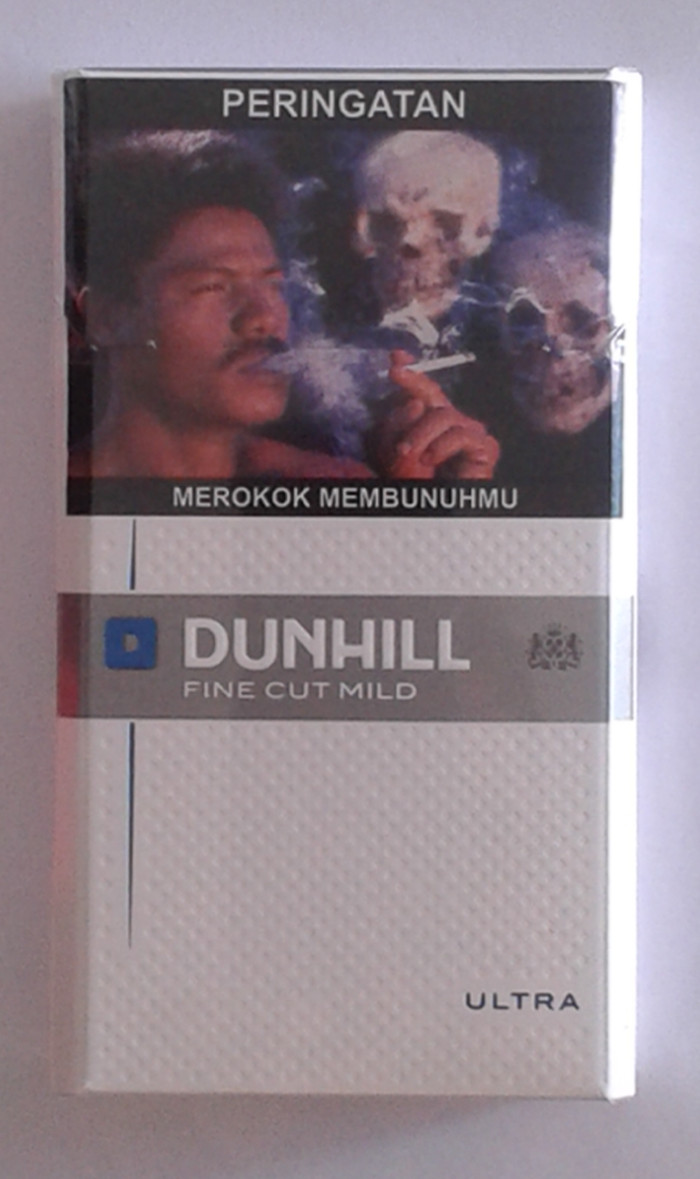 PERINGATAN
MEROKOK MEMBUNUHMU
D
DUNHILL
FINE CUT MILD
ULTRA